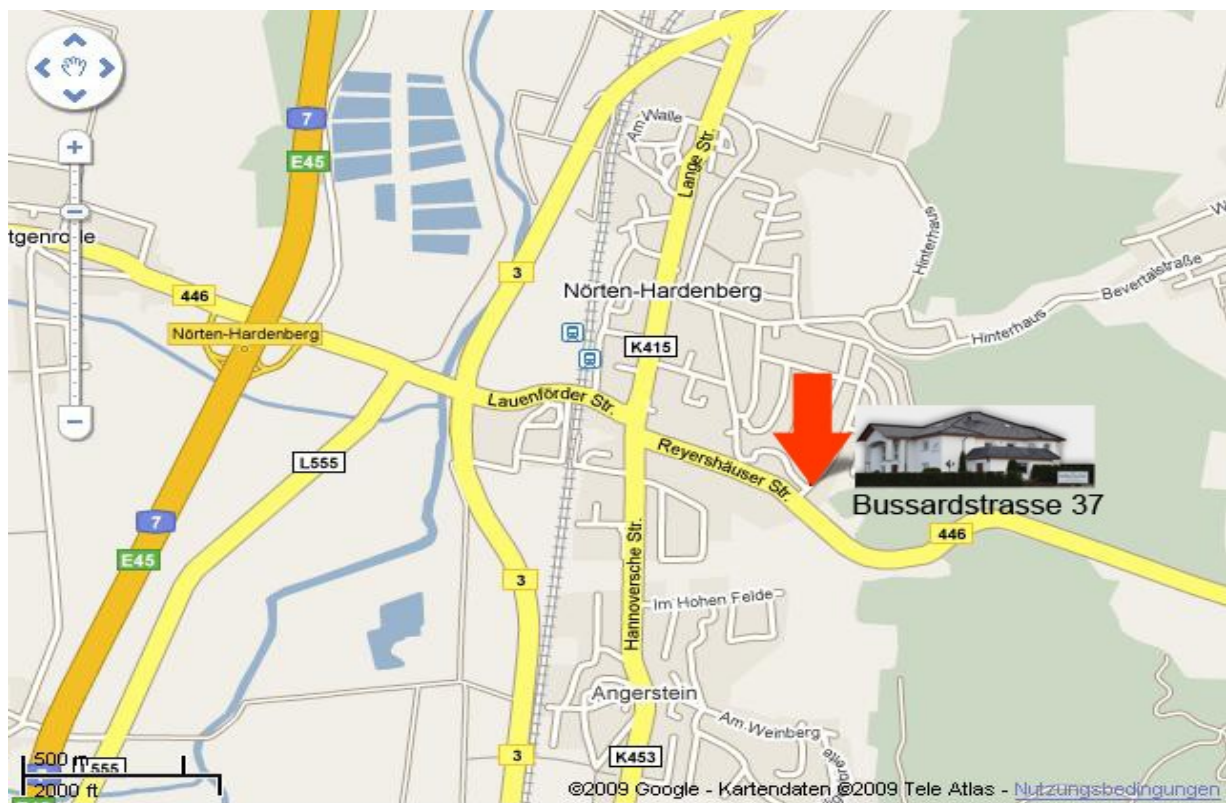 Am Walle
Lange Str.
7
E45
tgenrode
Hinterhaus
446
3
Nörten-Hardenberg
Bevertalstraße
Nörten-Hardenberg
K415
Hinterhaus
Lauenförder Str.
Reyershäuser Str.
L555
Bussardstrasse 37
7
E45
446
Hannoversche Str.
3
Im Hohen Felde
Angerstein
Am Weinberg
3
K453
500 m
L555
2000 ft
©2009 Google - Kartendaten ©2009 Tele Atlas - Nutzungsbedingungen